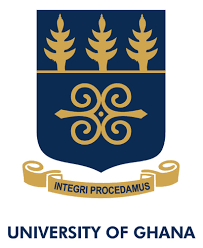 INTEGRI PROCEDAMUS
UNIVERSITY OF GHANA